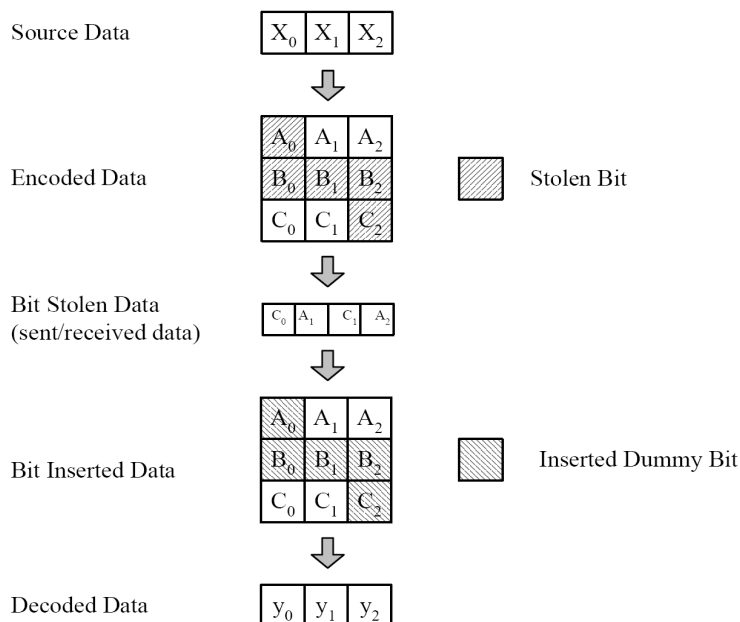 Source Data X₀ X₁ X₂
A₀ A₁ A₂
Encoded Data B₀ B₁ B₂ Stolen Bit
C₀ C₁ C₂
Bit Stolen Data
(sent/received data) C₀ A₁ C₁ A₂
A₀ A₁ A₂
Bit Inserted Data B₀ B₁ B₂ Inserted Dummy Bit
C₀ C₁ C₂
Decoded Data y₀ y₁ y₂